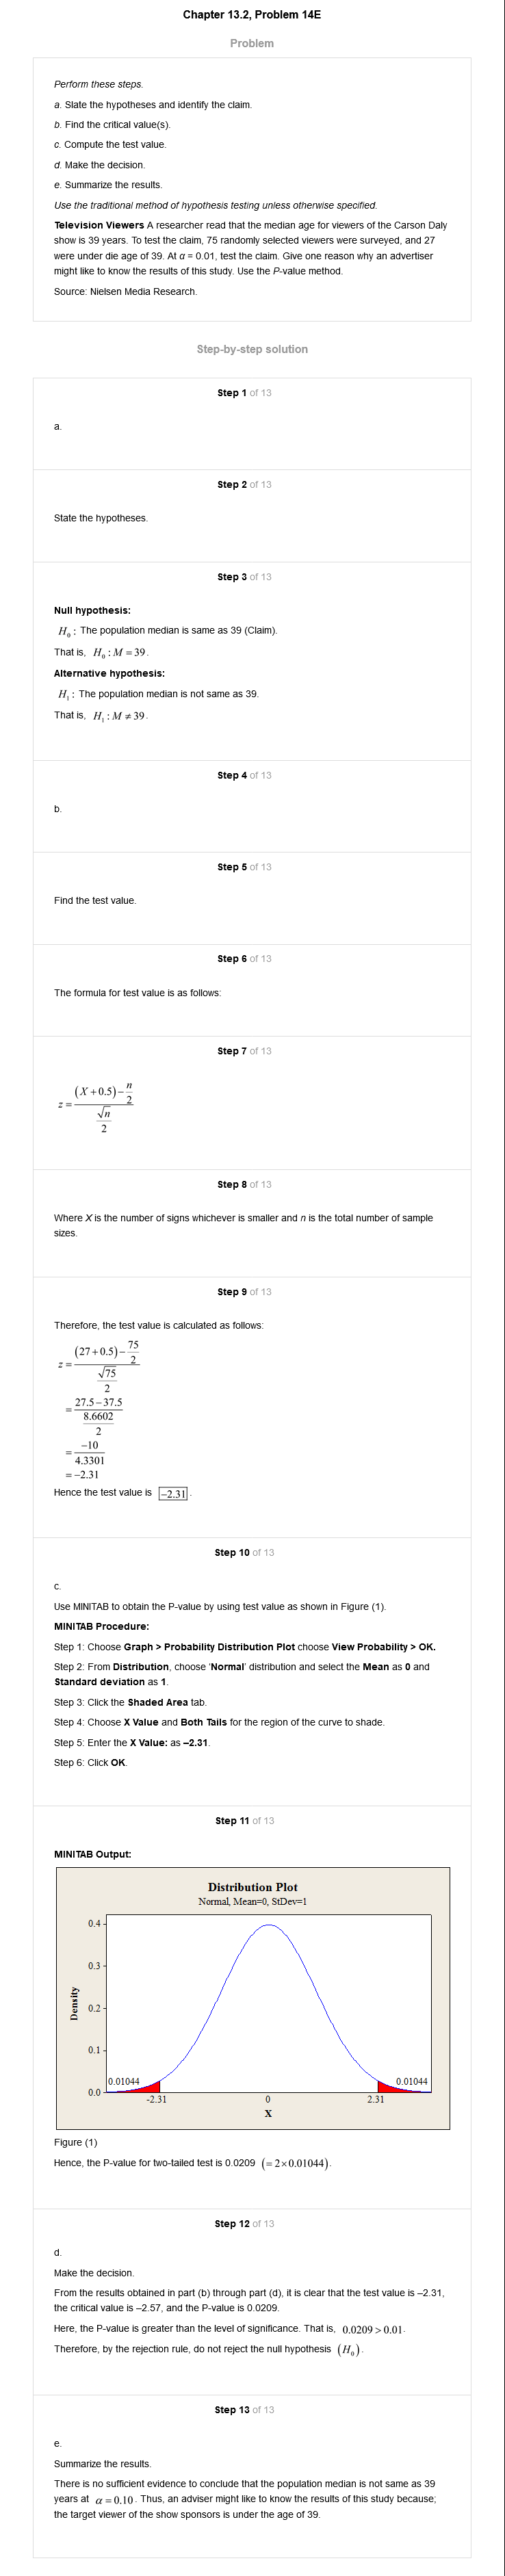 Chapter 13.2, Problem 14E
Problem
Perform these steps.
a. Slate the hypotheses and identify the claim.
b. Find the critical value(s).
c. Compute the test value.
d. Make the decision.
e. Summarize the results.
Use the traditional method of hypothesis testing unless otherwise specified.
Television Viewers A researcher read that the median age for viewers of the Carson Daly
show is 39 years. To test the claim, 75 randomly selected viewers were surveyed, and 27
were under die age of 39. At α = 0.01, test the claim. Give one reason why an advertiser
might like to know the results of this study. Use the P-value method.
Source: Nielsen Media Research.
Step-by-step solution
Step 1 of 13
a.
Step 2 of 13
State the hypotheses.
Step 3 of 13
Null hypothesis:
H₀ : The population median is same as 39 (Claim).
That is, H₀ : M = 39.
Alternative hypothesis:
H₁ : The population median is not same as 39.
That is, H₁ : M ≠ 39.
Step 4 of 13
b.
Step 5 of 13
Find the test value.
Step 6 of 13
The formula for test value is as follows:
Step 7 of 13
z = ((X + 0.5) − n/2) / (√n/2)
Step 8 of 13
Where X is the number of signs whichever is smaller and n is the total number of sample
sizes.
Step 9 of 13
Therefore, the test value is calculated as follows:
z = ((27 + 0.5) − 75/2) / (√75/2)
= (27.5 − 37.5) / (8.6602/2)
= −10/4.3301
= −2.31
Hence the test value is −2.31.
Step 10 of 13
c.
Use MINITAB to obtain the P-value by using test value as shown in Figure (1).
MINITAB Procedure:
Step 1: Choose Graph > Probability Distribution Plot choose View Probability > OK.
Step 2: From Distribution, choose ‘Normal’ distribution and select the Mean as 0 and
Standard deviation as 1.
Step 3: Click the Shaded Area tab.
Step 4: Choose X Value and Both Tails for the region of the curve to shade.
Step 5: Enter the X Value: as –2.31.
Step 6: Click OK.
Step 11 of 13
MINITAB Output:
Distribution Plot
Normal, Mean=0, StDev=1
0.4
0.3
0.2
0.1
0.0
Density
0.01044
0.01044
-2.31
0
2.31
X
Figure (1)
Hence, the P-value for two-tailed test is 0.0209 (= 2×0.01044).
Step 12 of 13
d.
Make the decision.
From the results obtained in part (b) through part (d), it is clear that the test value is –2.31,
the critical value is –2.57, and the P-value is 0.0209.
Here, the P-value is greater than the level of significance. That is, 0.0209 > 0.01.
Therefore, by the rejection rule, do not reject the null hypothesis (H₀).
Step 13 of 13
e.
Summarize the results.
There is no sufficient evidence to conclude that the population median is not same as 39
years at α = 0.10. Thus, an adviser might like to know the results of this study because;
the target viewer of the show sponsors is under the age of 39.